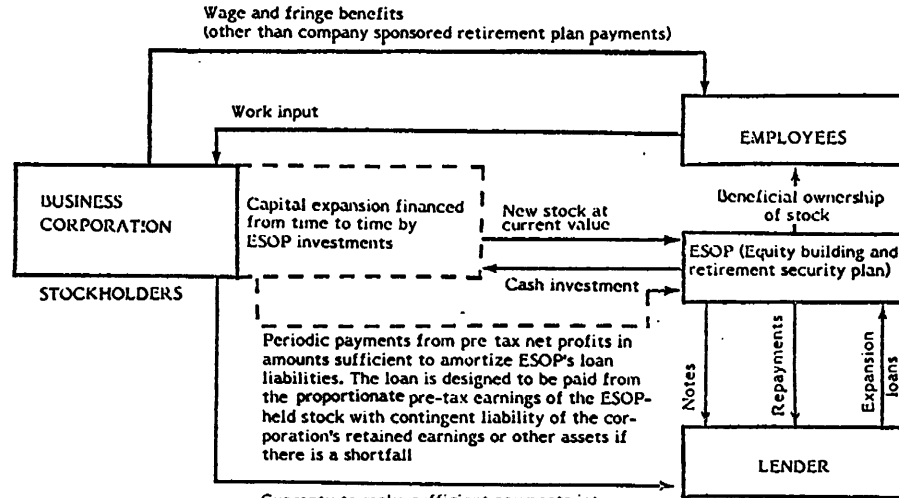 Wage and fringe benefits
(other than company sponsored retirement plan payments)
Work input
EMPLOYEES
BUSINESS
CORPORATION
Capital expansion financed
from time to time by
ESOP investments
New stock at
current value
Beneficial ownership
of stock
ESOP (Equity building and
retirement security plan)
Cash investment
STOCKHOLDERS
Periodic payments from pre tax net profits in
amounts sufficient to amortize ESOP's loan
liabilities. The loan is designed to be paid from
the proportionate pre-tax earnings of the ESOP-
held stock with contingent liability of the cor-
poration's retained earnings or other assets if
there is a shortfall
Notes
Repayments
Expansion
loans
LENDER